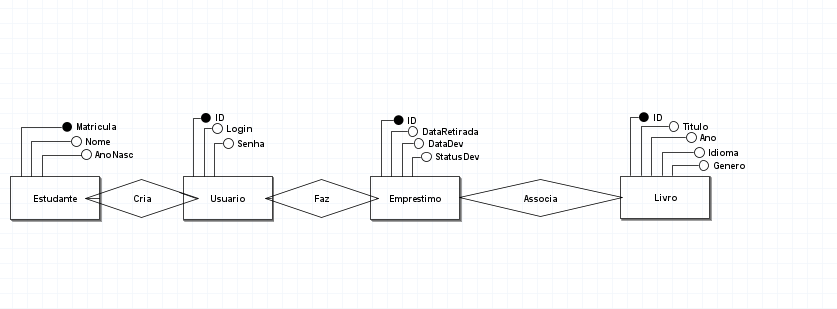 Matricula
Nome
AnoNasc
Estudante
Cria
ID
Login
Senha
Usuario
Faz
ID
DataRetirada
DataDev
StatusDev
Emprestimo
Associa
ID
Titulo
Ano
Idioma
Genero
Livro